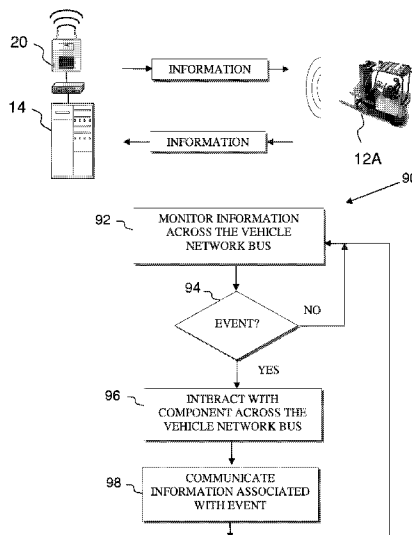 20
INFORMATION
14
INFORMATION
12A
90
92
MONITOR INFORMATION
ACROSS THE VEHICLE
NETWORK BUS
94
EVENT?
NO
YES
96
INTERACT WITH
COMPONENT ACROSS THE
VEHICLE NETWORK BUS
98
COMMUNICATE
INFORMATION ASSOCIATED
WITH EVENT